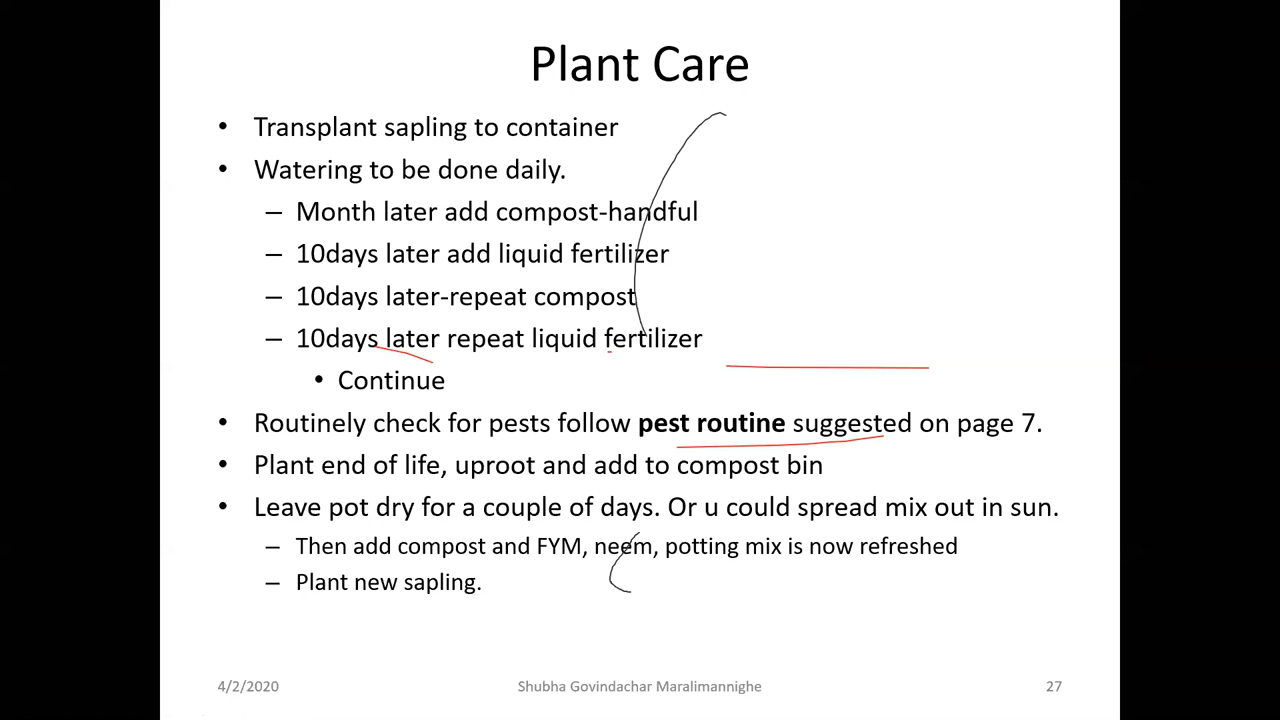 Plant Care
• Transplant sapling to container
• Watering to be done daily.
– Month later add compost-handful
– 10days later add liquid fertilizer
– 10days later-repeat compost
– 10days later repeat liquid fertilizer
• Continue
• Routinely check for pests follow pest routine suggested on page 7.
• Plant end of life, uproot and add to compost bin
• Leave pot dry for a couple of days. Or u could spread mix out in sun.
– Then add compost and FYM, neem, potting mix is now refreshed
– Plant new sapling.
4/2/2020 Shubha Govindachar Maralimannighe 27